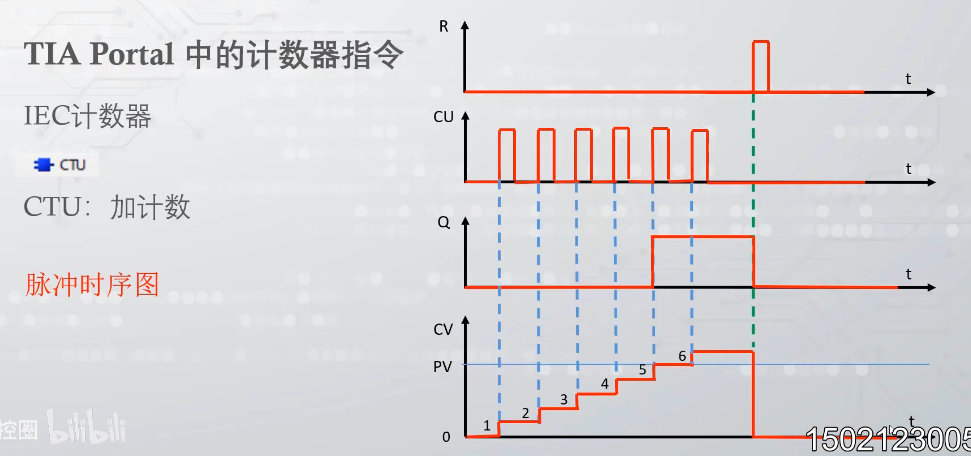 TIA Portal 中的计数器指令
IEC计数器
CTU
CTU：加计数
脉冲时序图
R
t
CU
t
Q
t
CV
PV
1
2
3
4
5
6
0
t
控圈 bilibili
1502123005